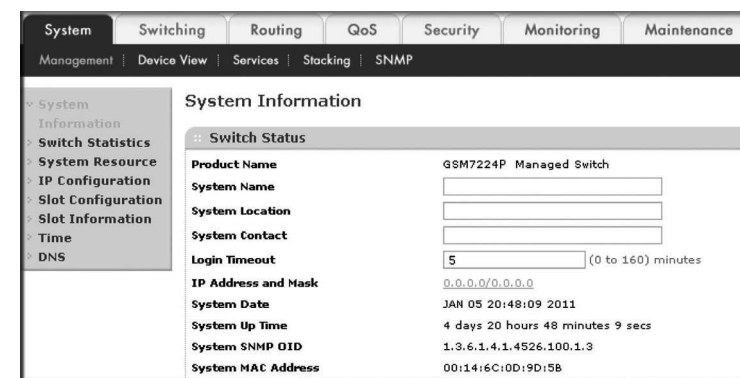 System Switching Routing QoS Security Monitoring Maintenance
Management Device View Services Stacking SNMP
System
Information
Switch Statistics
System Resource
IP Configuration
Slot Configuration
Slot Information
Time
DNS
System Information
Switch Status
Product Name GSM7224P Managed Switch
System Name
System Location
System Contact
Login Timeout 5 (0 to 160) minutes
IP Address and Mask 0.0.0.0/0.0.0.0
System Date JAN 05 20:48:09 2011
System Up Time 4 days 20 hours 48 minutes 9 secs
System SNMP OID 1.3.6.1.4.1.4526.100.1.3
System MAC Address 00:14:6C:0D:9D:5B